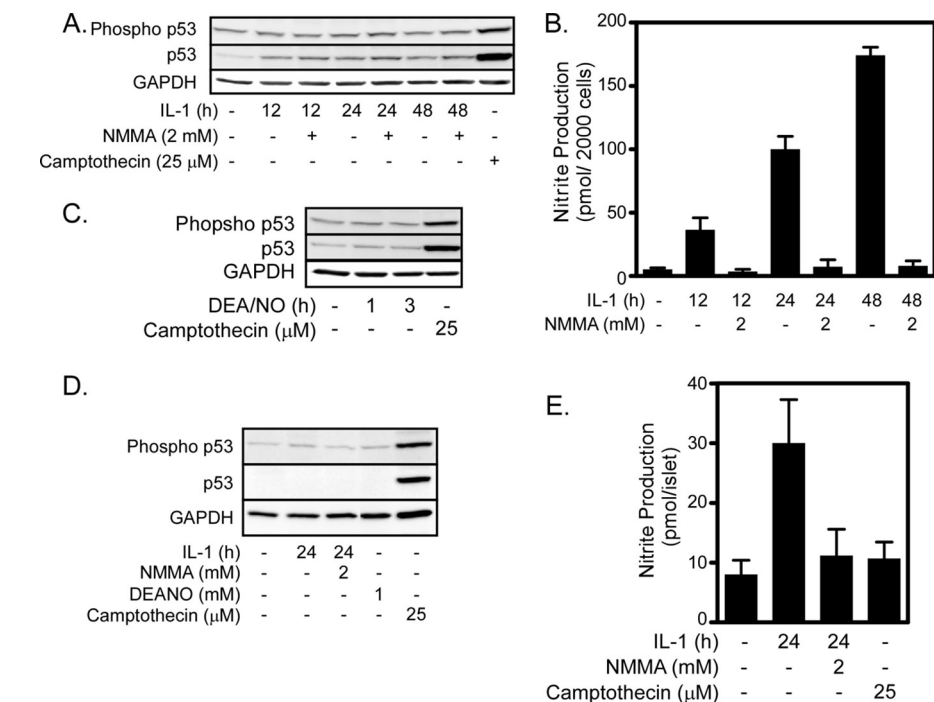 A.
Phospho p53
p53
GAPDH
IL-1 (h) - 12 12 24 24 48 48 -
NMMA (2 mM) - - + - + - + -
Camptothecin (25 µM) - - - - - - - +
B.
Nitrite Production
(pmol/ 2000 cells)
200
150
100
50
0
IL-1 (h) - 12 12 24 24 48 48
NMMA (mM) - - 2 - 2 - 2
C.
Phopsho p53
p53
GAPDH
DEA/NO (h) - 1 3 -
Camptothecin (µM) - - - 25
D.
Phospho p53
p53
GAPDH
IL-1 (h) - 24 24 - -
NMMA (mM) - - 2 - -
DEANO (mM) - - - 1 -
Camptothecin (µM) - - - - 25
E.
Nitrite Production
(pmol/islet)
40
30
20
10
0
IL-1 (h) - 24 24 -
NMMA (mM) - - 2 -
Camptothecin (µM) - - - 25